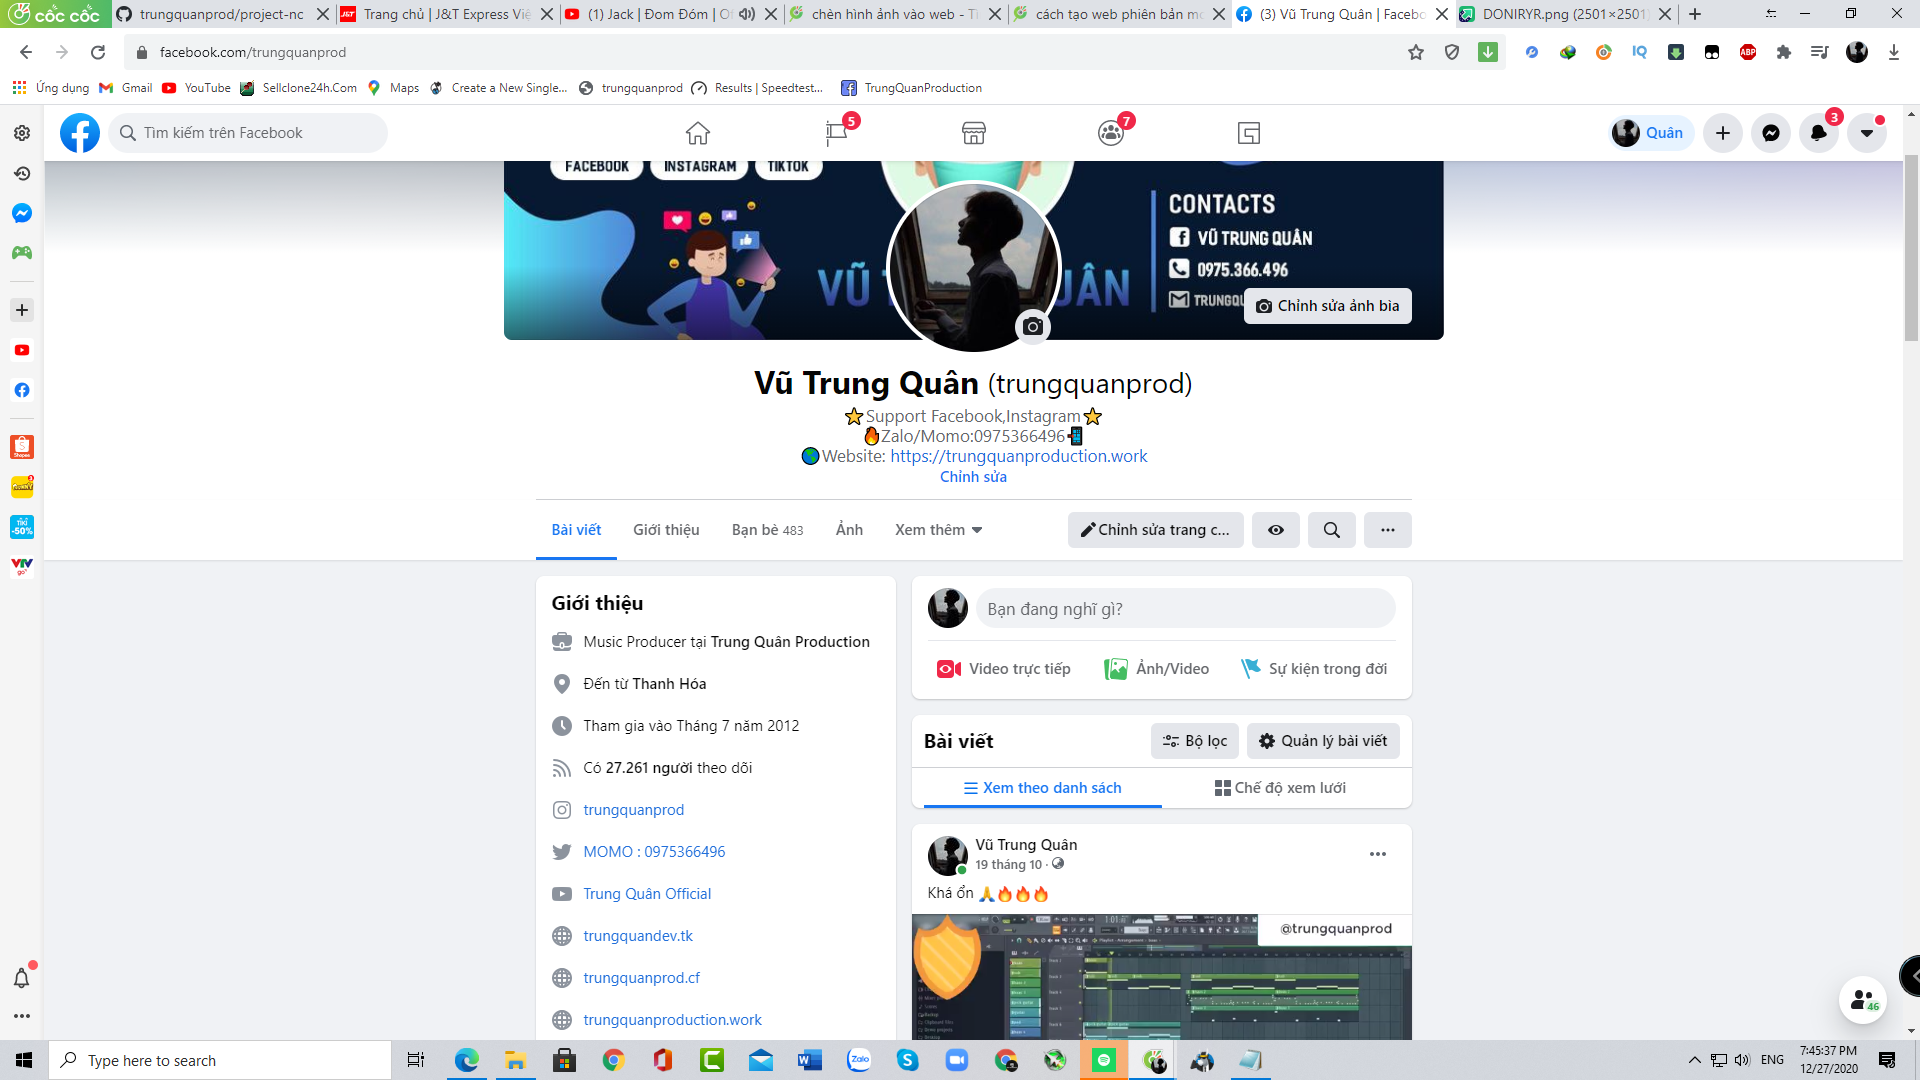 cốc cốc
trungquanprod/project-nc
Trang chủ | J&T Express Việ
(1) Jack | Đom Đóm | Of
chèn hình ảnh vào web - Tì
cách tạo web phiên bản mo
(3) Vũ Trung Quân | Facebo
DONIRYR.png (2501×2501)
facebook.com/trungquanprod
Ứng dụng
Gmail
YouTube
Sellclone24h.Com
Maps
Create a New Single...
trungquanprod
Results | Speedtest...
TrungQuanProduction
Tìm kiếm trên Facebook
5
7
Quân
3
FACEBOOK
INSTAGRAM
TIKTOK
CONTACTS
VŨ TRUNG QUÂN
0975.366.496
TRUNGQU
Chỉnh sửa ảnh bìa
Vũ Trung Quân (trungquanprod)
⭐Support Facebook,Instagram⭐
🔥Zalo/Momo:0975366496📲
🌎Website: https://trungquanproduction.work
Chỉnh sửa
Bài viết
Giới thiệu
Bạn bè 483
Ảnh
Xem thêm
Chỉnh sửa trang c...
Giới thiệu
Music Producer tại Trung Quân Production
Đến từ Thanh Hóa
Tham gia vào Tháng 7 năm 2012
Có 27.261 người theo dõi
trungquanprod
MOMO : 0975366496
Trung Quân Official
trungquandev.tk
trungquanprod.cf
trungquanproduction.work
Bạn đang nghĩ gì?
Video trực tiếp
Ảnh/Video
Sự kiện trong đời
Bài viết
Bộ lọc
Quản lý bài viết
Xem theo danh sách
Chế độ xem lưới
Vũ Trung Quân
19 tháng 10 ·
Khá ổn 🙏🔥🔥🔥
@trungquanprod
46
Type here to search
ENG
7:45:37 PM
12/27/2020